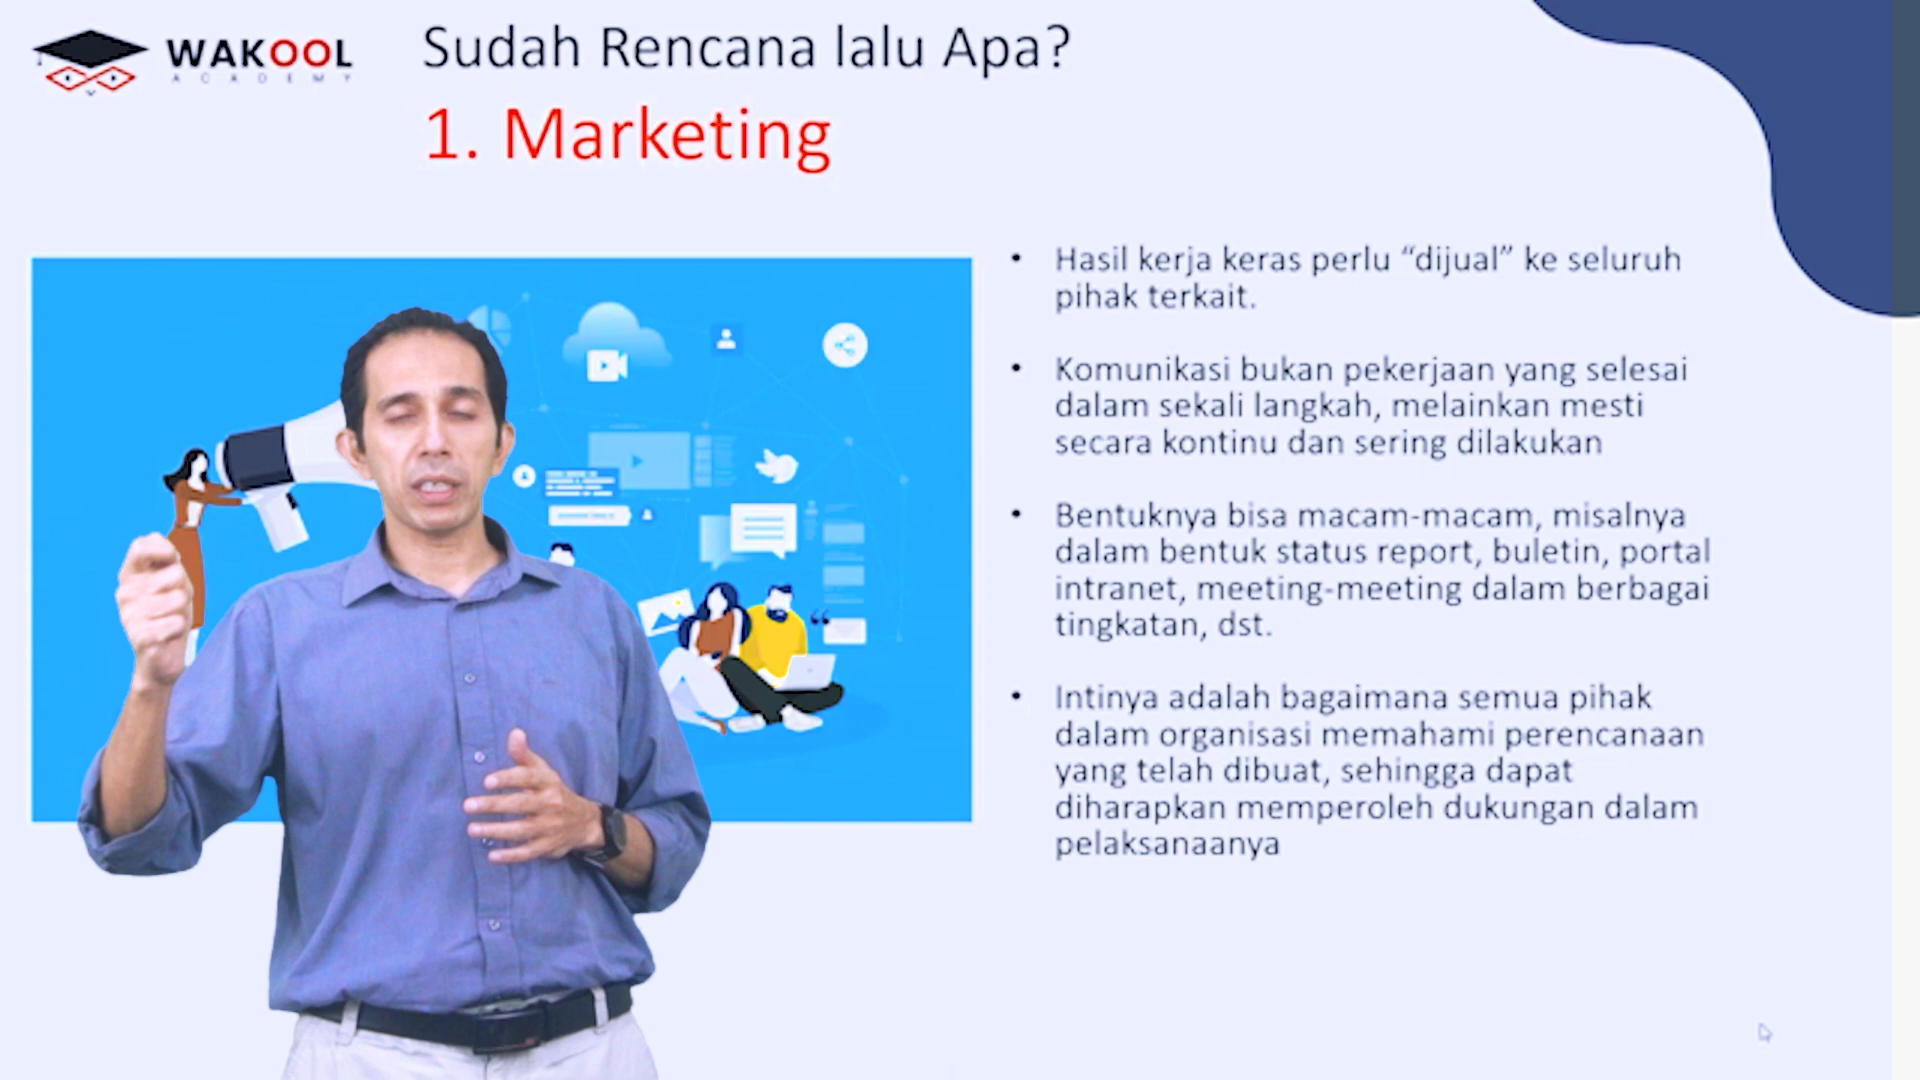 WAKOOL
ACADEMY
Sudah Rencana lalu Apa?
1. Marketing
• Hasil kerja keras perlu “dijual” ke seluruh
pihak terkait.
• Komunikasi bukan pekerjaan yang selesai
dalam sekali langkah, melainkan mesti
secara kontinu dan sering dilakukan
• Bentuknya bisa macam-macam, misalnya
dalam bentuk status report, buletin, portal
intranet, meeting-meeting dalam berbagai
tingkatan, dst.
• Intinya adalah bagaimana semua pihak
dalam organisasi memahami perencanaan
yang telah dibuat, sehingga dapat
diharapkan memperoleh dukungan dalam
pelaksanaanya